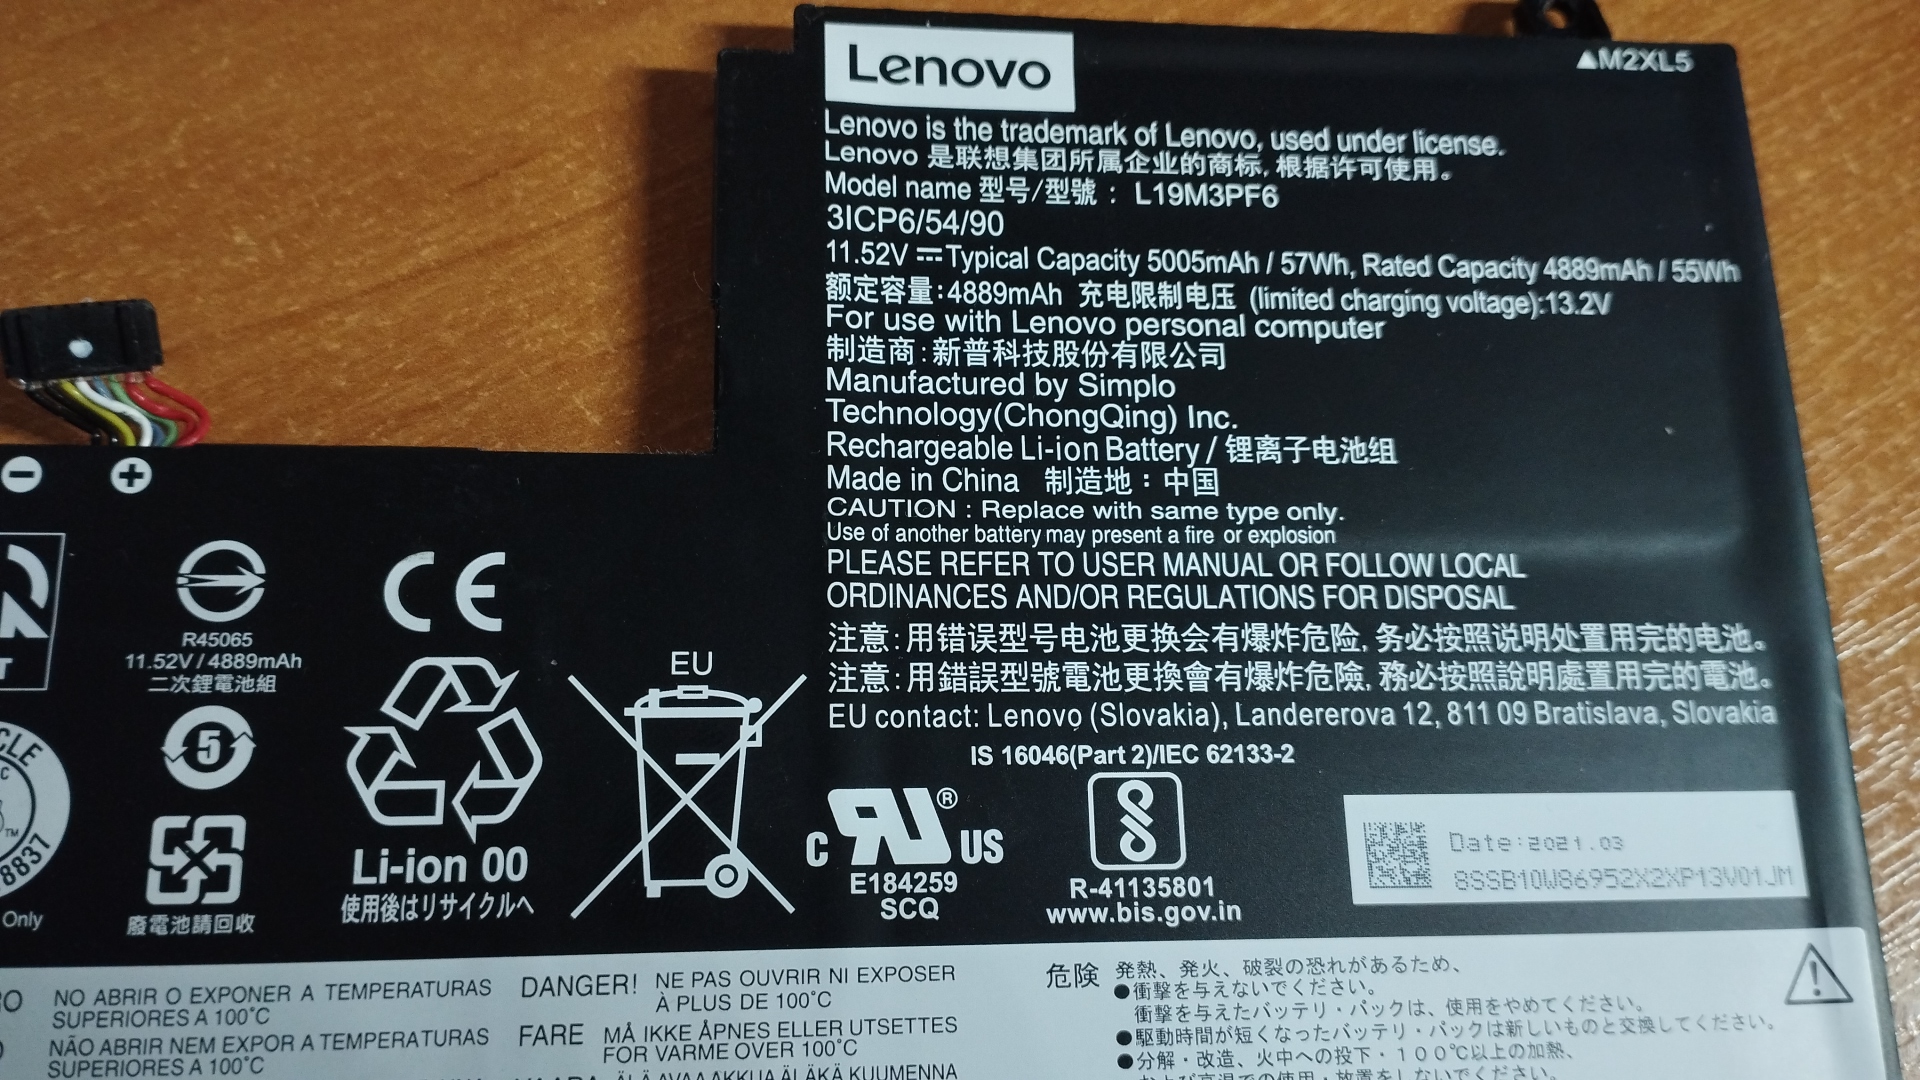 Lenovo
▲M2XL5
Lenovo is the trademark of Lenovo, used under license.
Lenovo 是联想集团所属企业的商标, 根据许可使用。
Model name 型号/型號 : L19M3PF6
3ICP6/54/90
11.52V ⎓ Typical Capacity 5005mAh / 57Wh, Rated Capacity 4889mAh / 55Wh
额定容量:4889mAh 充电限制电压 (limited charging voltage):13.2V
For use with Lenovo personal computer
制造商:新普科技股份有限公司
Manufactured by Simplo
Technology(ChongQing) Inc.
Rechargeable Li-ion Battery / 锂离子电池组
Made in China 制造地:中国
CAUTION : Replace with same type only.
Use of another battery may present a fire or explosion
PLEASE REFER TO USER MANUAL OR FOLLOW LOCAL
ORDINANCES AND/OR REGULATIONS FOR DISPOSAL
注意:用错误型号电池更换会有爆炸危险, 务必按照说明处置用完的电池。
注意:用錯誤型號電池更換會有爆炸危險, 務必按照說明處置用完的電池。
EU contact: Lenovo (Slovakia), Landererova 12, 811 09 Bratislava, Slovakia
IS 16046(Part 2)/IEC 62133-2
C RU® US
E184259
SCQ
R-41135801
www.bis.gov.in
Date:2021.03
8SSB10W86952X2XP13V01JM
− +
T
R45065
11.52V / 4889mAh
二次鋰電池組
CE
EU
5
8837
Only
廢電池請回收
Li-ion 00
使用後はリサイクルへ
NO ABRIR O EXPONER A TEMPERATURAS
SUPERIORES A 100°C
NÃO ABRIR NEM EXPOR A TEMPERATURAS
SUPERIORES A 100°C
DANGER! NE PAS OUVRIR NI EXPOSER
À PLUS DE 100°C
FARE MÅ IKKE ÅPNES ELLER UTSETTES
FOR VARME OVER 100°C
危険 発熱、発火、破裂の恐れがあるため、
●衝撃を与えないでください。
衝撃を与えたバッテリ・パックは、使用をやめてください。
●駆動時間が短くなったバッテリ・パックは新しいものと交換してください。
●分解・改造、火中への投下・100℃以上の加熱、